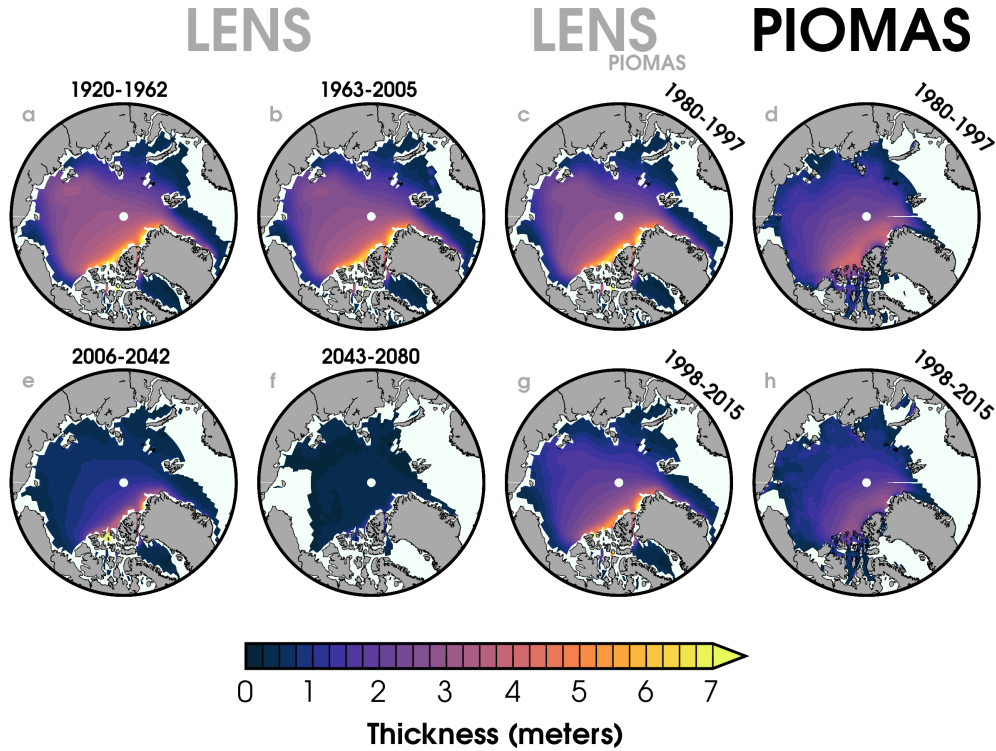 LENS LENS PIOMAS
PIOMAS
1920-1962 1963-2005 1980-1997 1980-1997
a b c d
2006-2042 2043-2080 1998-2015 1998-2015
e f g h
0 1 2 3 4 5 6 7
Thickness (meters)